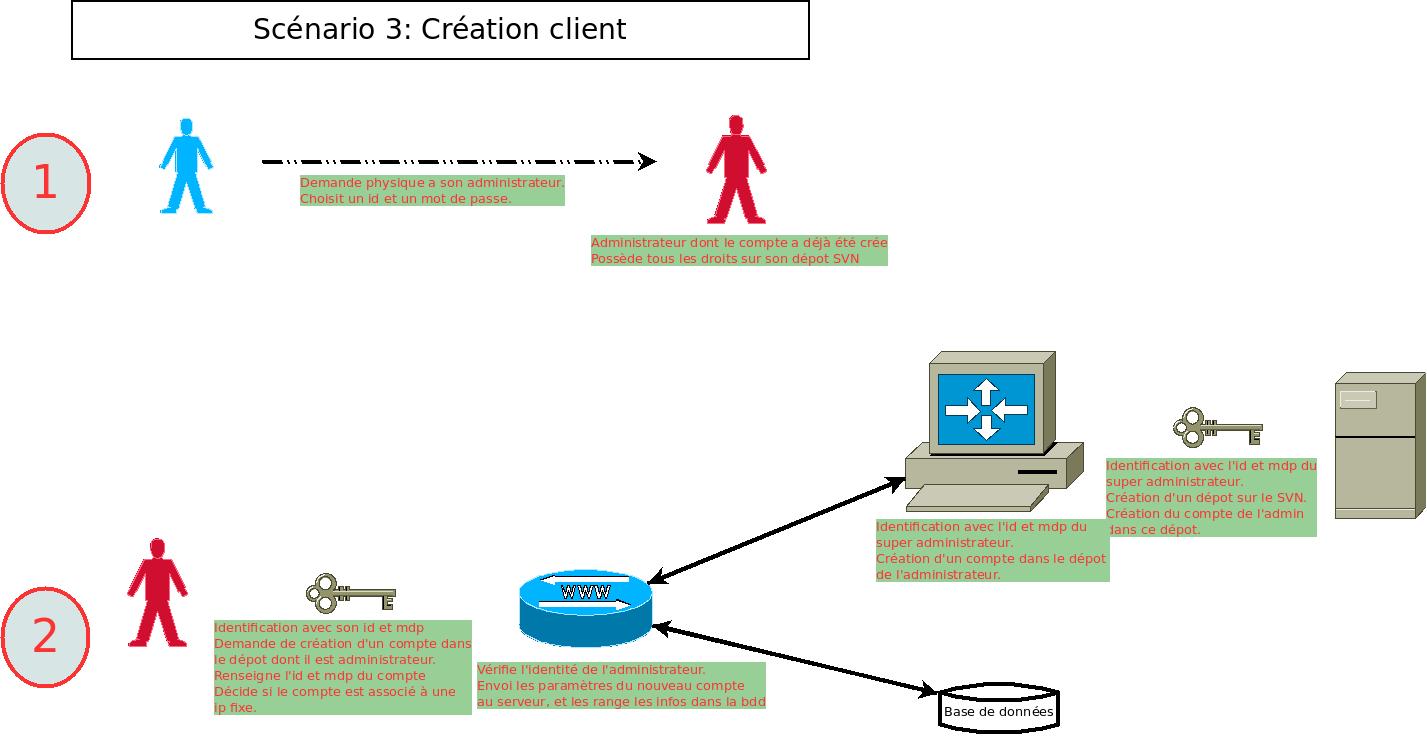 Scénario 3: Création client
1
Demande physique a son administrateur.
Choisit un id et un mot de passe.
Administrateur dont le compte a déjà été crée
Possède tous les droits sur son dépot SVN
Identification avec l'id et mdp du
super administrateur.
Création d'un dépot sur le SVN.
Création du compte de l'admin
dans ce dépot.
Identification avec l'id et mdp du
super administrateur.
Création d'un compte dans le dépot
de l'administrateur.
2
Identification avec son id et mdp
Demande de création d'un compte dans
le dépot dont il est administrateur.
Renseigne l'id et mdp du compte
Décide si le compte est associé à une
ip fixe.
WWW
Vérifie l'identité de l'administrateur.
Envoi les paramètres du nouveau compte
au serveur, et les range les infos dans la bdd
Base de données